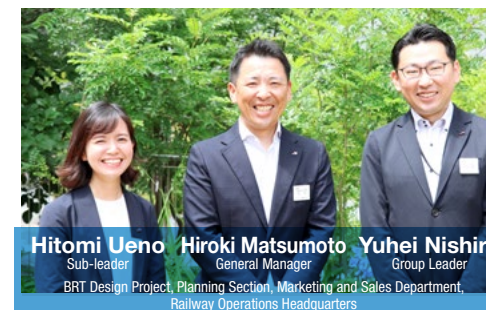 Hitomi Ueno Hiroki Matsumoto Yuhei
Sub-leader General Manager Group Leader
BRT Design Project, Planning Section, Marketing and Sales Department,
Railway Operations Headquarters